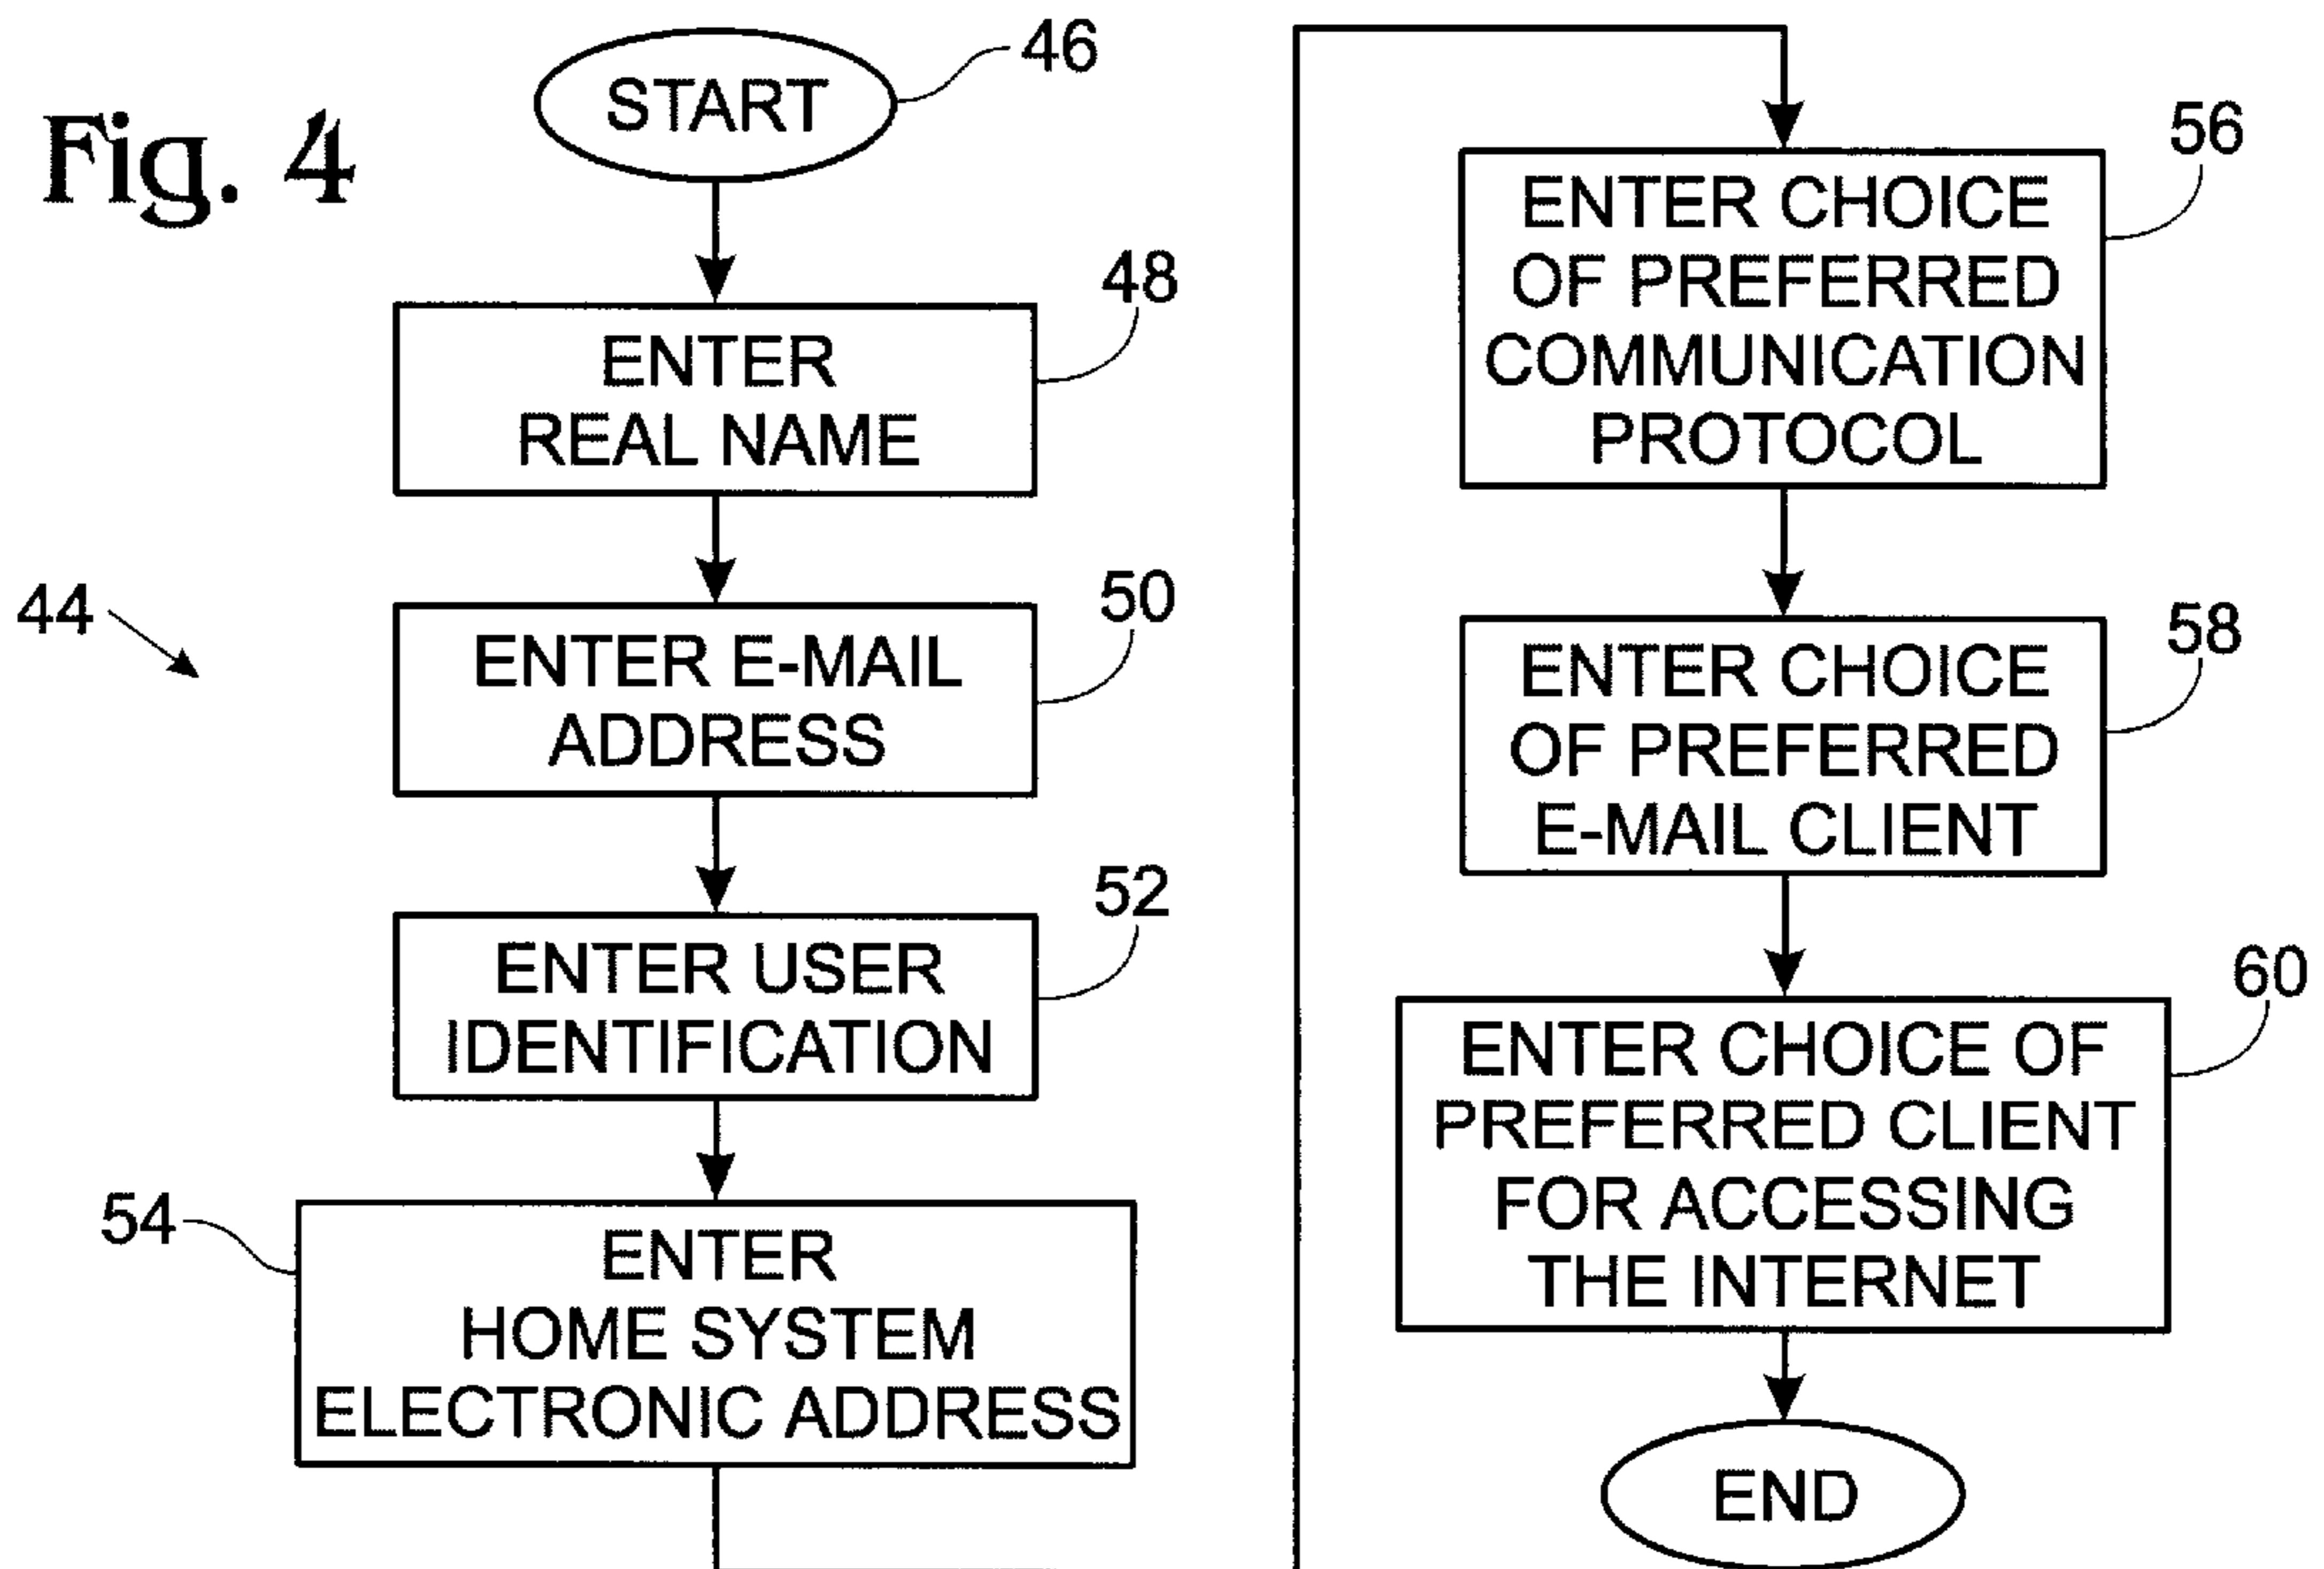 Fig. 4
START
46
ENTER
REAL NAME
48
44
ENTER E-MAIL
ADDRESS
50
ENTER USER
IDENTIFICATION
52
54
ENTER
HOME SYSTEM
ELECTRONIC ADDRESS
ENTER CHOICE
OF PREFERRED
COMMUNICATION
PROTOCOL
56
ENTER CHOICE
OF PREFERRED
E-MAIL CLIENT
58
ENTER CHOICE OF
PREFERRED CLIENT
FOR ACCESSING
THE INTERNET
60
END